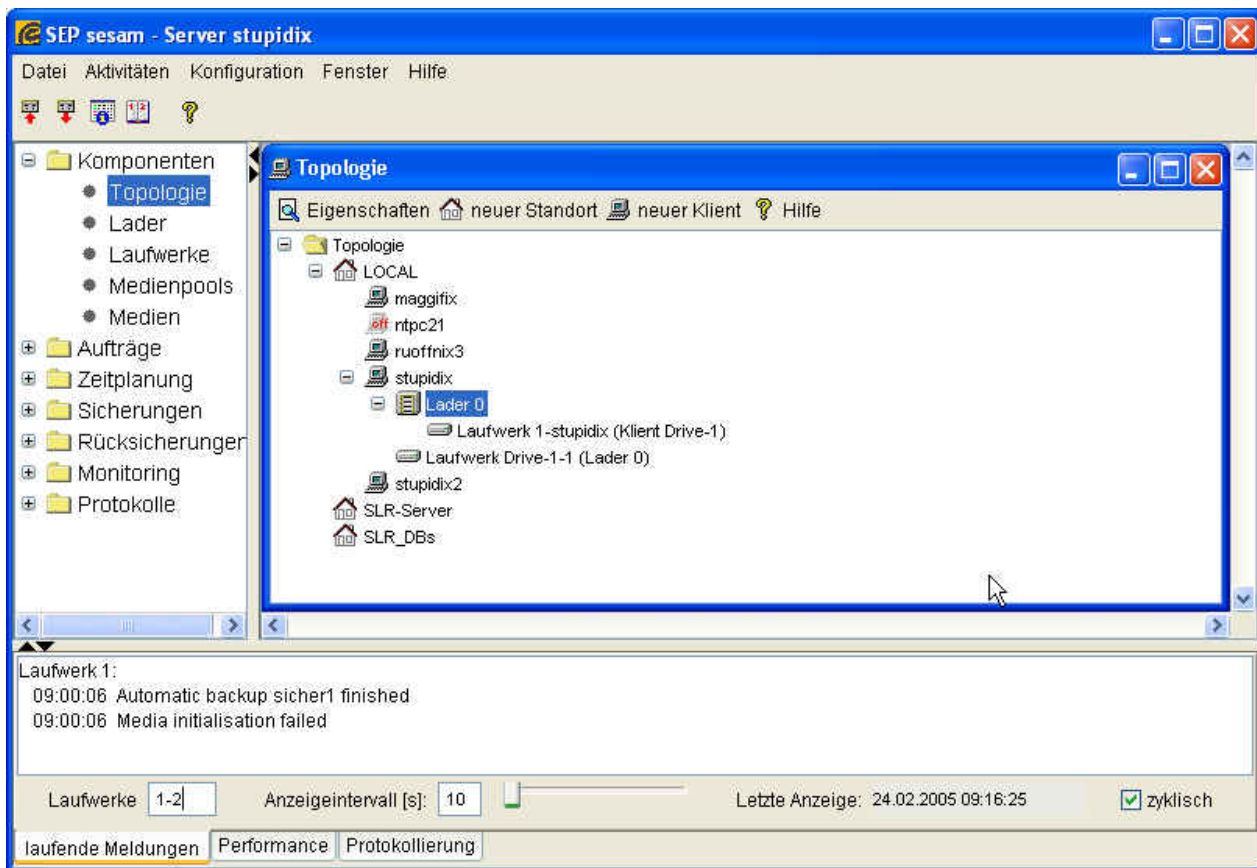 SEP sesam - Server stupidix
Datei Aktivitäten Konfiguration Fenster Hilfe
Komponenten
Topologie
Lader
Laufwerke
Medienpools
Medien
Aufträge
Zeitplanung
Sicherungen
Rücksicherungen
Monitoring
Protokolle
Topologie
Eigenschaften neuer Standort neuer Klient Hilfe
Topologie
LOCAL
maggifix
off ntpc21
ruoffnix3
stupidix
Lader 0
Laufwerk 1-stupidix (Klient Drive-1)
Laufwerk Drive-1-1 (Lader 0)
stupidix2
SLR-Server
SLR_DBs
Laufwerk 1:
09:00:06 Automatic backup sicher1 finished
09:00:06 Media initialisation failed
Laufwerke 1-2 Anzeigeintervall [s]: 10 Letzte Anzeige: 24.02.2005 09:16:25 zyklisch
laufende Meldungen Performance Protokollierung